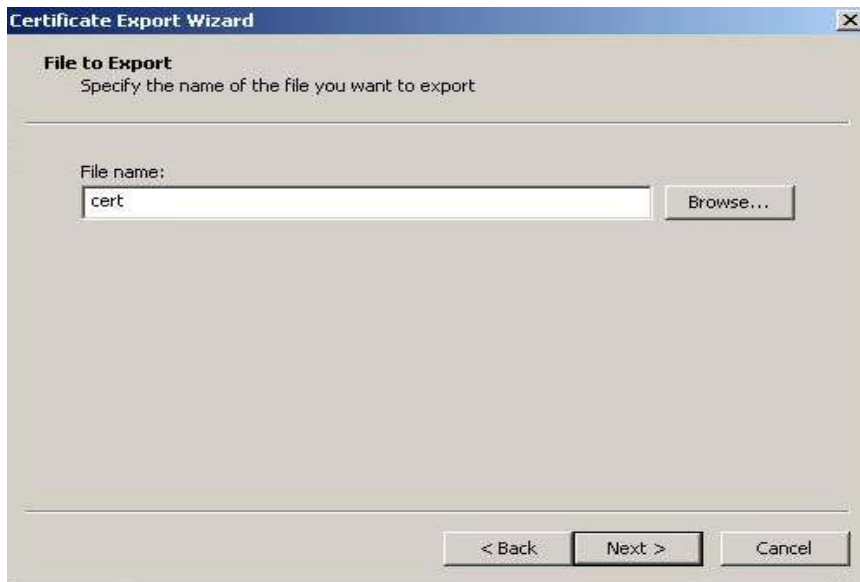 Certificate Export Wizard
File to Export
Specify the name of the file you want to export
File name:
cert
Browse...
< Back
Next >
Cancel